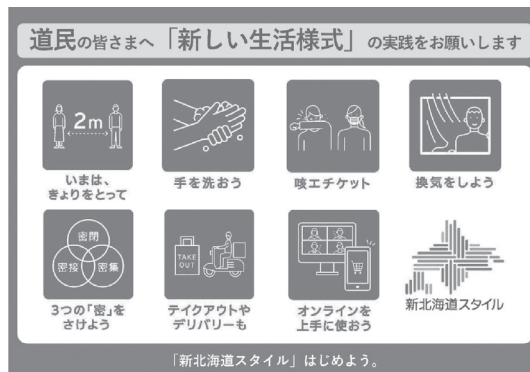 道民の皆さまへ「新しい生活様式」の実践をお願いします
2m
いまは、
きょりをとって
手を洗おう
咳エチケット
換気をしよう
密閉
密接 密集
3つの「密」を
さけよう
TAKE
OUT
テイクアウトや
デリバリーも
オンラインを
上手に使おう
新北海道スタイル
「新北海道スタイル」はじめよう。